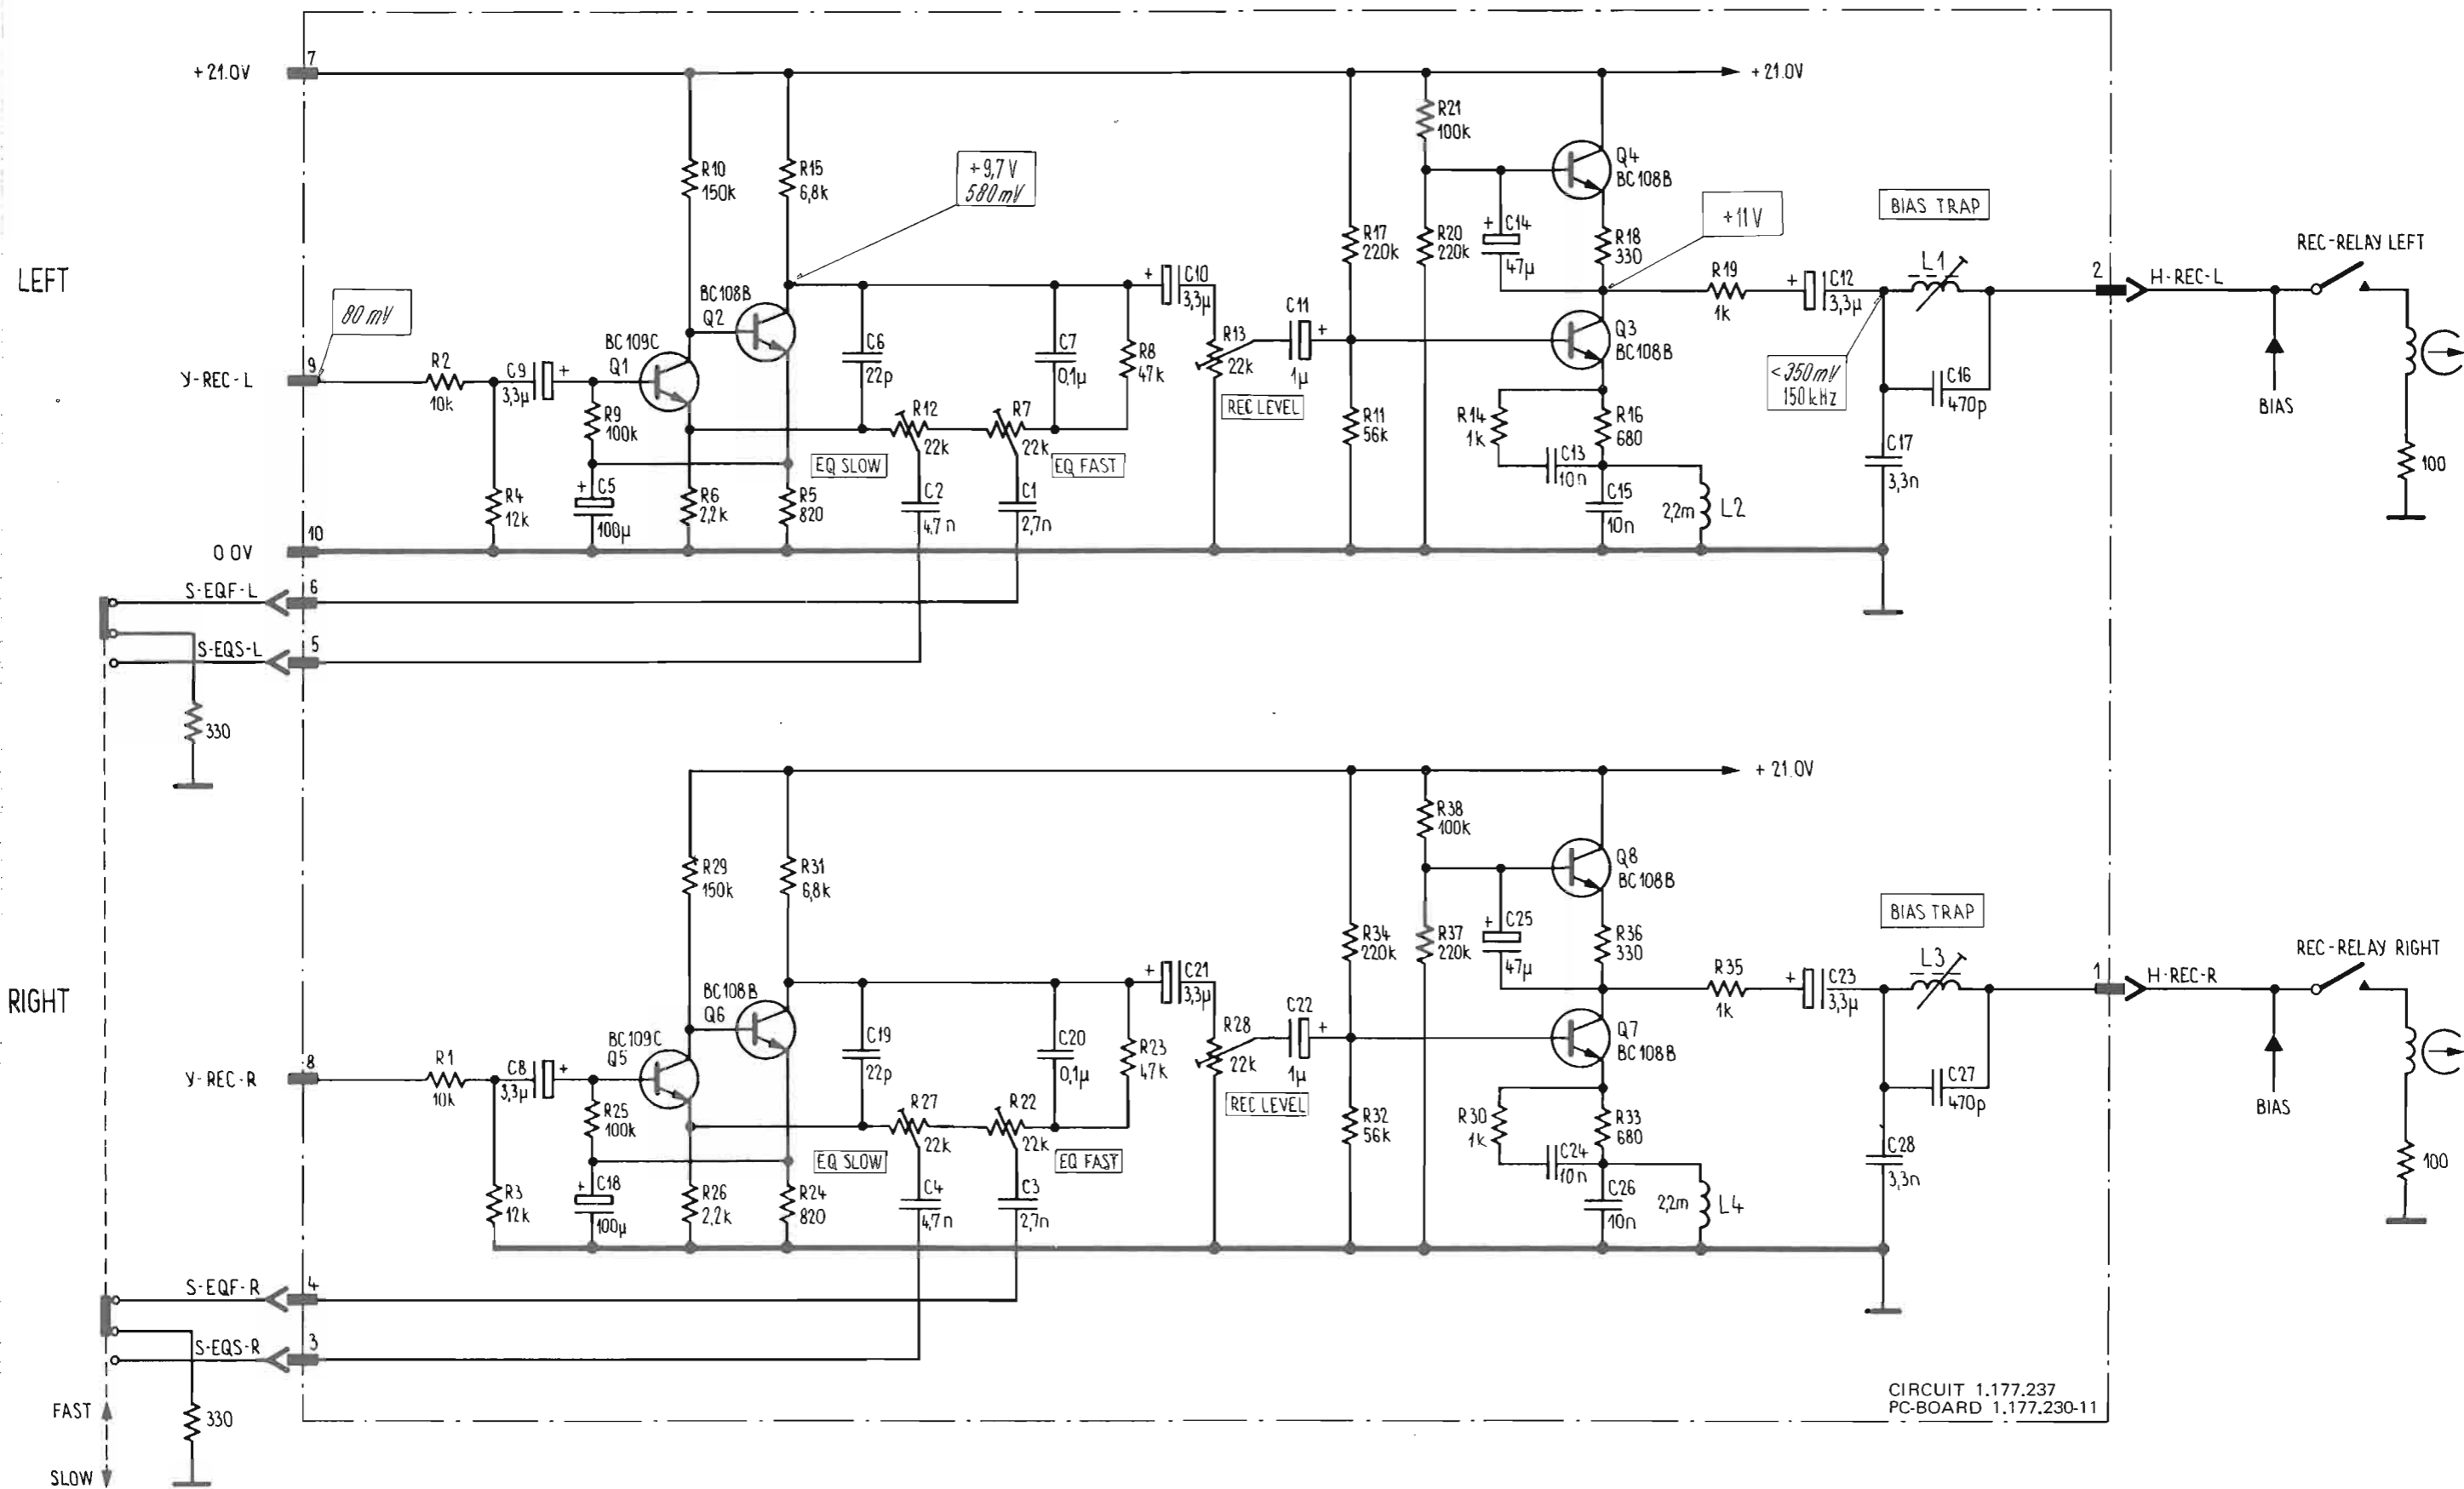 7
+21.0V
+21.0V
R21
100k
Q4
BC108B
R10
150k
R15
6,8k
+9,7V
580mV
BIAS TRAP
+11V
R17
220k
R20
220k
+ C14
47µ
R18
330
REC-RELAY LEFT
LEFT
L1
2
H-REC-L
R19
1k
+ C12
3,3µ
+ C10
3,3µ
BC108B
Q2
80mV
C11
+
1µ
R13
22k
Q3
BC108B
BC109C
Q1
C6
22p
C7
0,1µ
R8
47k
9
Y-REC-L
R2
10k
C9 +
3,3µ
<350mV
150kHz
C16
470p
BIAS
REC LEVEL
R9
100k
R12
22k
R7
22k
R11
56k
R14
1k
R16
680
EQ SLOW
EQ FAST
C13
10n
C17
3,3n
100
R4
12k
+ C5
100µ
R6
2,2k
R5
820
C2
4,7n
C1
2,7n
C15
10n
2,2m
L2
10
0 0V
S-EQF-L
6
S-EQS-L
5
330
+21.0V
R38
100k
Q8
BC108B
R29
150k
R31
6,8k
BIAS TRAP
R34
220k
R37
220k
+ C25
47µ
R36
330
REC-RELAY RIGHT
RIGHT
L3
1
H-REC-R
R35
1k
+ C23
3,3µ
+ C21
3,3µ
BC108B
Q6
C22
+
1µ
R28
22k
Q7
BC108B
BC109C
Q5
C19
22p
C20
0,1µ
R23
47k
8
Y-REC-R
R1
10k
C8 +
3,3µ
C27
470p
BIAS
REC LEVEL
R25
100k
R27
22k
R22
22k
R32
56k
R30
1k
R33
680
EQ SLOW
EQ FAST
C24
10n
C28
3,3n
100
R3
12k
+ C18
100µ
R26
2,2k
R24
820
C4
4,7n
C3
2,7n
C26
10n
2,2m
L4
S-EQF-R
4
S-EQS-R
3
FAST
330
SLOW
CIRCUIT 1.177.237
PC-BOARD 1.177.230-11